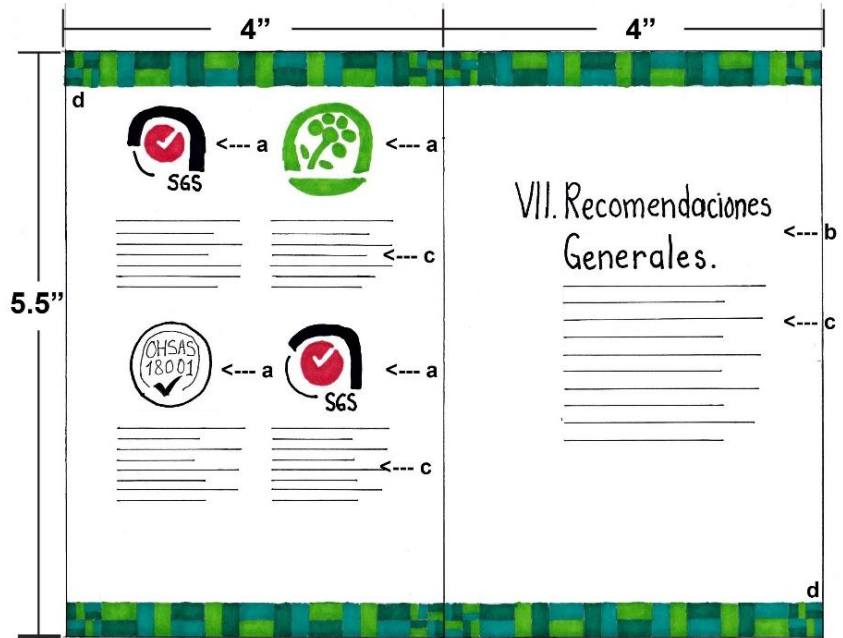 4” 4”
d
<--- a <--- a
SGS
VII. Recomendaciones
<--- b
Generales.
<--- c
5.5”
<--- c
OHSAS
18001
<--- a <--- a
SGS
<--- c
d